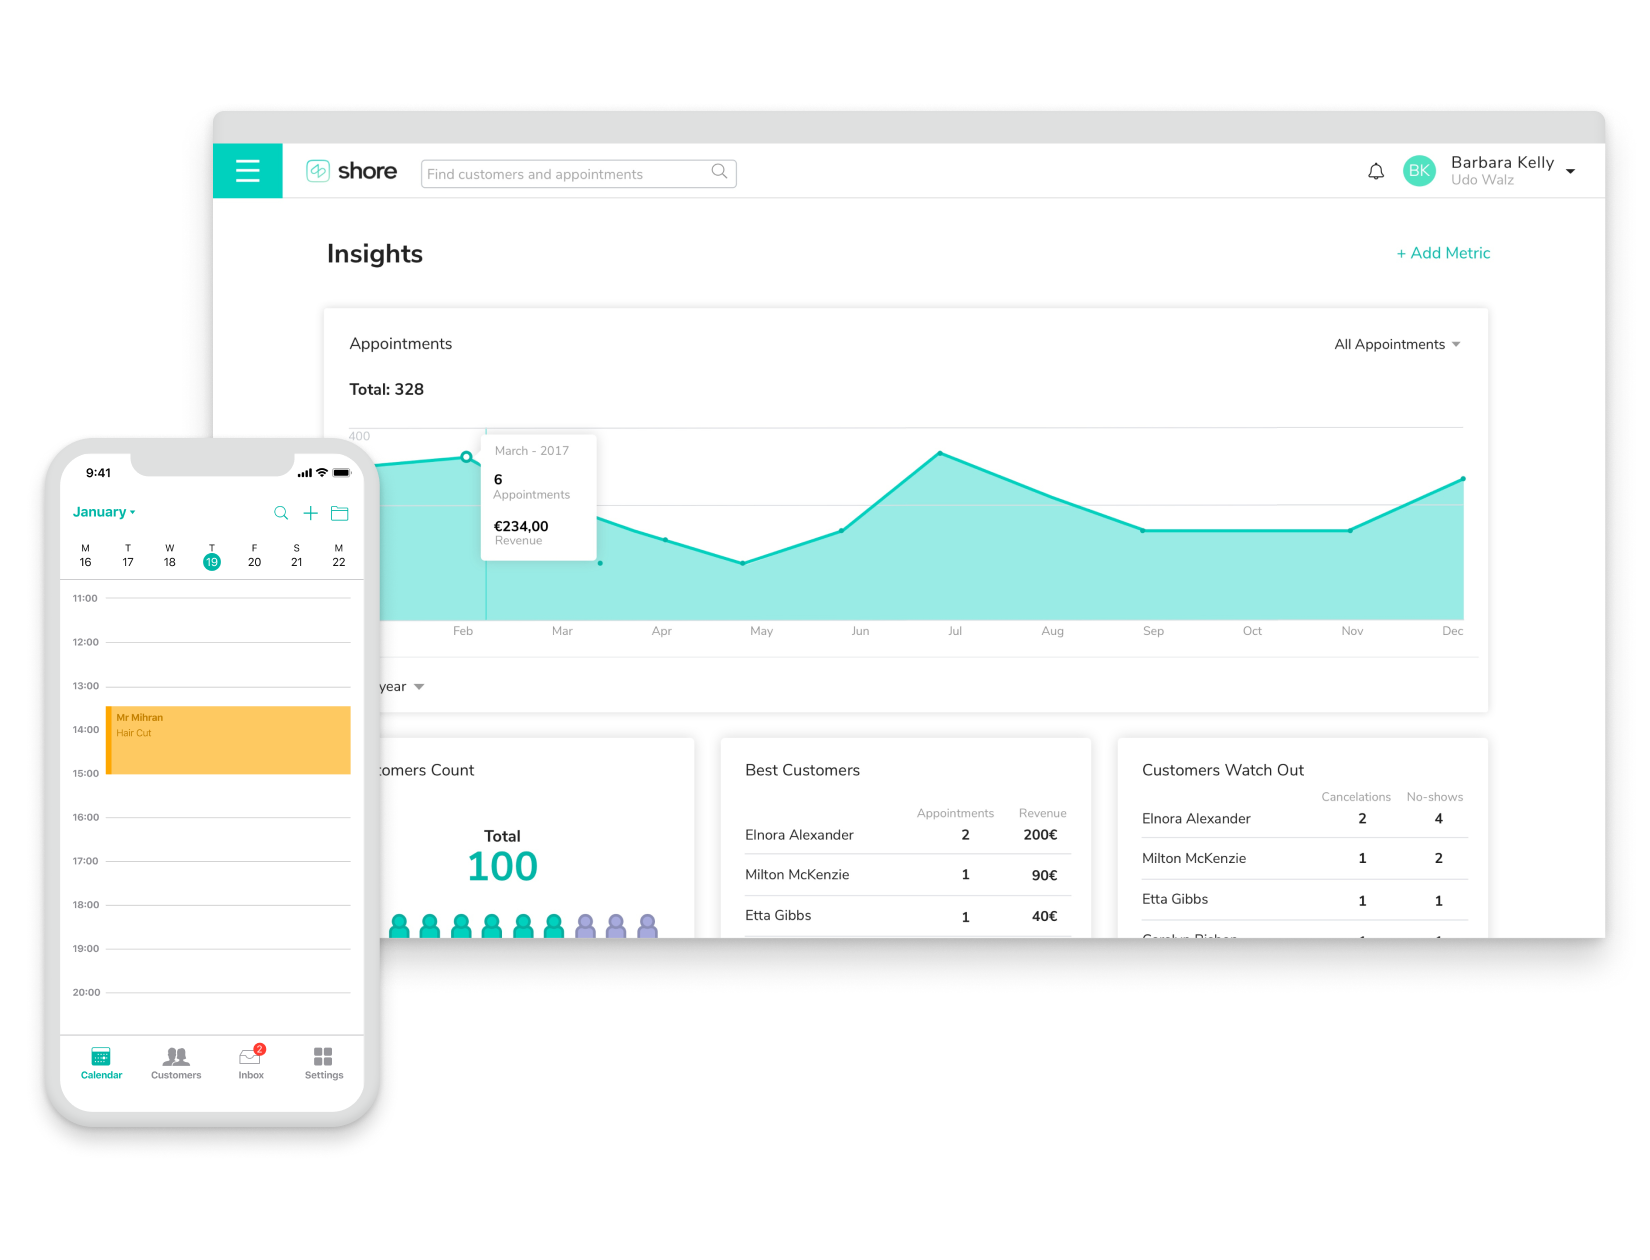 shore
Find customers and appointments
BK
Barbara Kelly
Udo Walz
Insights
+ Add Metric
Appointments
All Appointments
Total: 328
400
March - 2017
6
Appointments
€234,00
Revenue
Feb Mar Apr May Jun Jul Aug Sep Oct Nov Dec
year
tomers Count
Total
100
Best Customers
Appointments Revenue
Elnora Alexander 2 200€
Milton McKenzie 1 90€
Etta Gibbs 1 40€
Customers Watch Out
Cancelations No-shows
Elnora Alexander 2 4
Milton McKenzie 1 2
Etta Gibbs 1 1
9:41
January
M T W T F S M
16 17 18 19 20 21 22
11:00
12:00
13:00
Mr Mihran
14:00
Hair Cut
15:00
16:00
17:00
18:00
19:00
20:00
2
Calendar Customers Inbox Settings